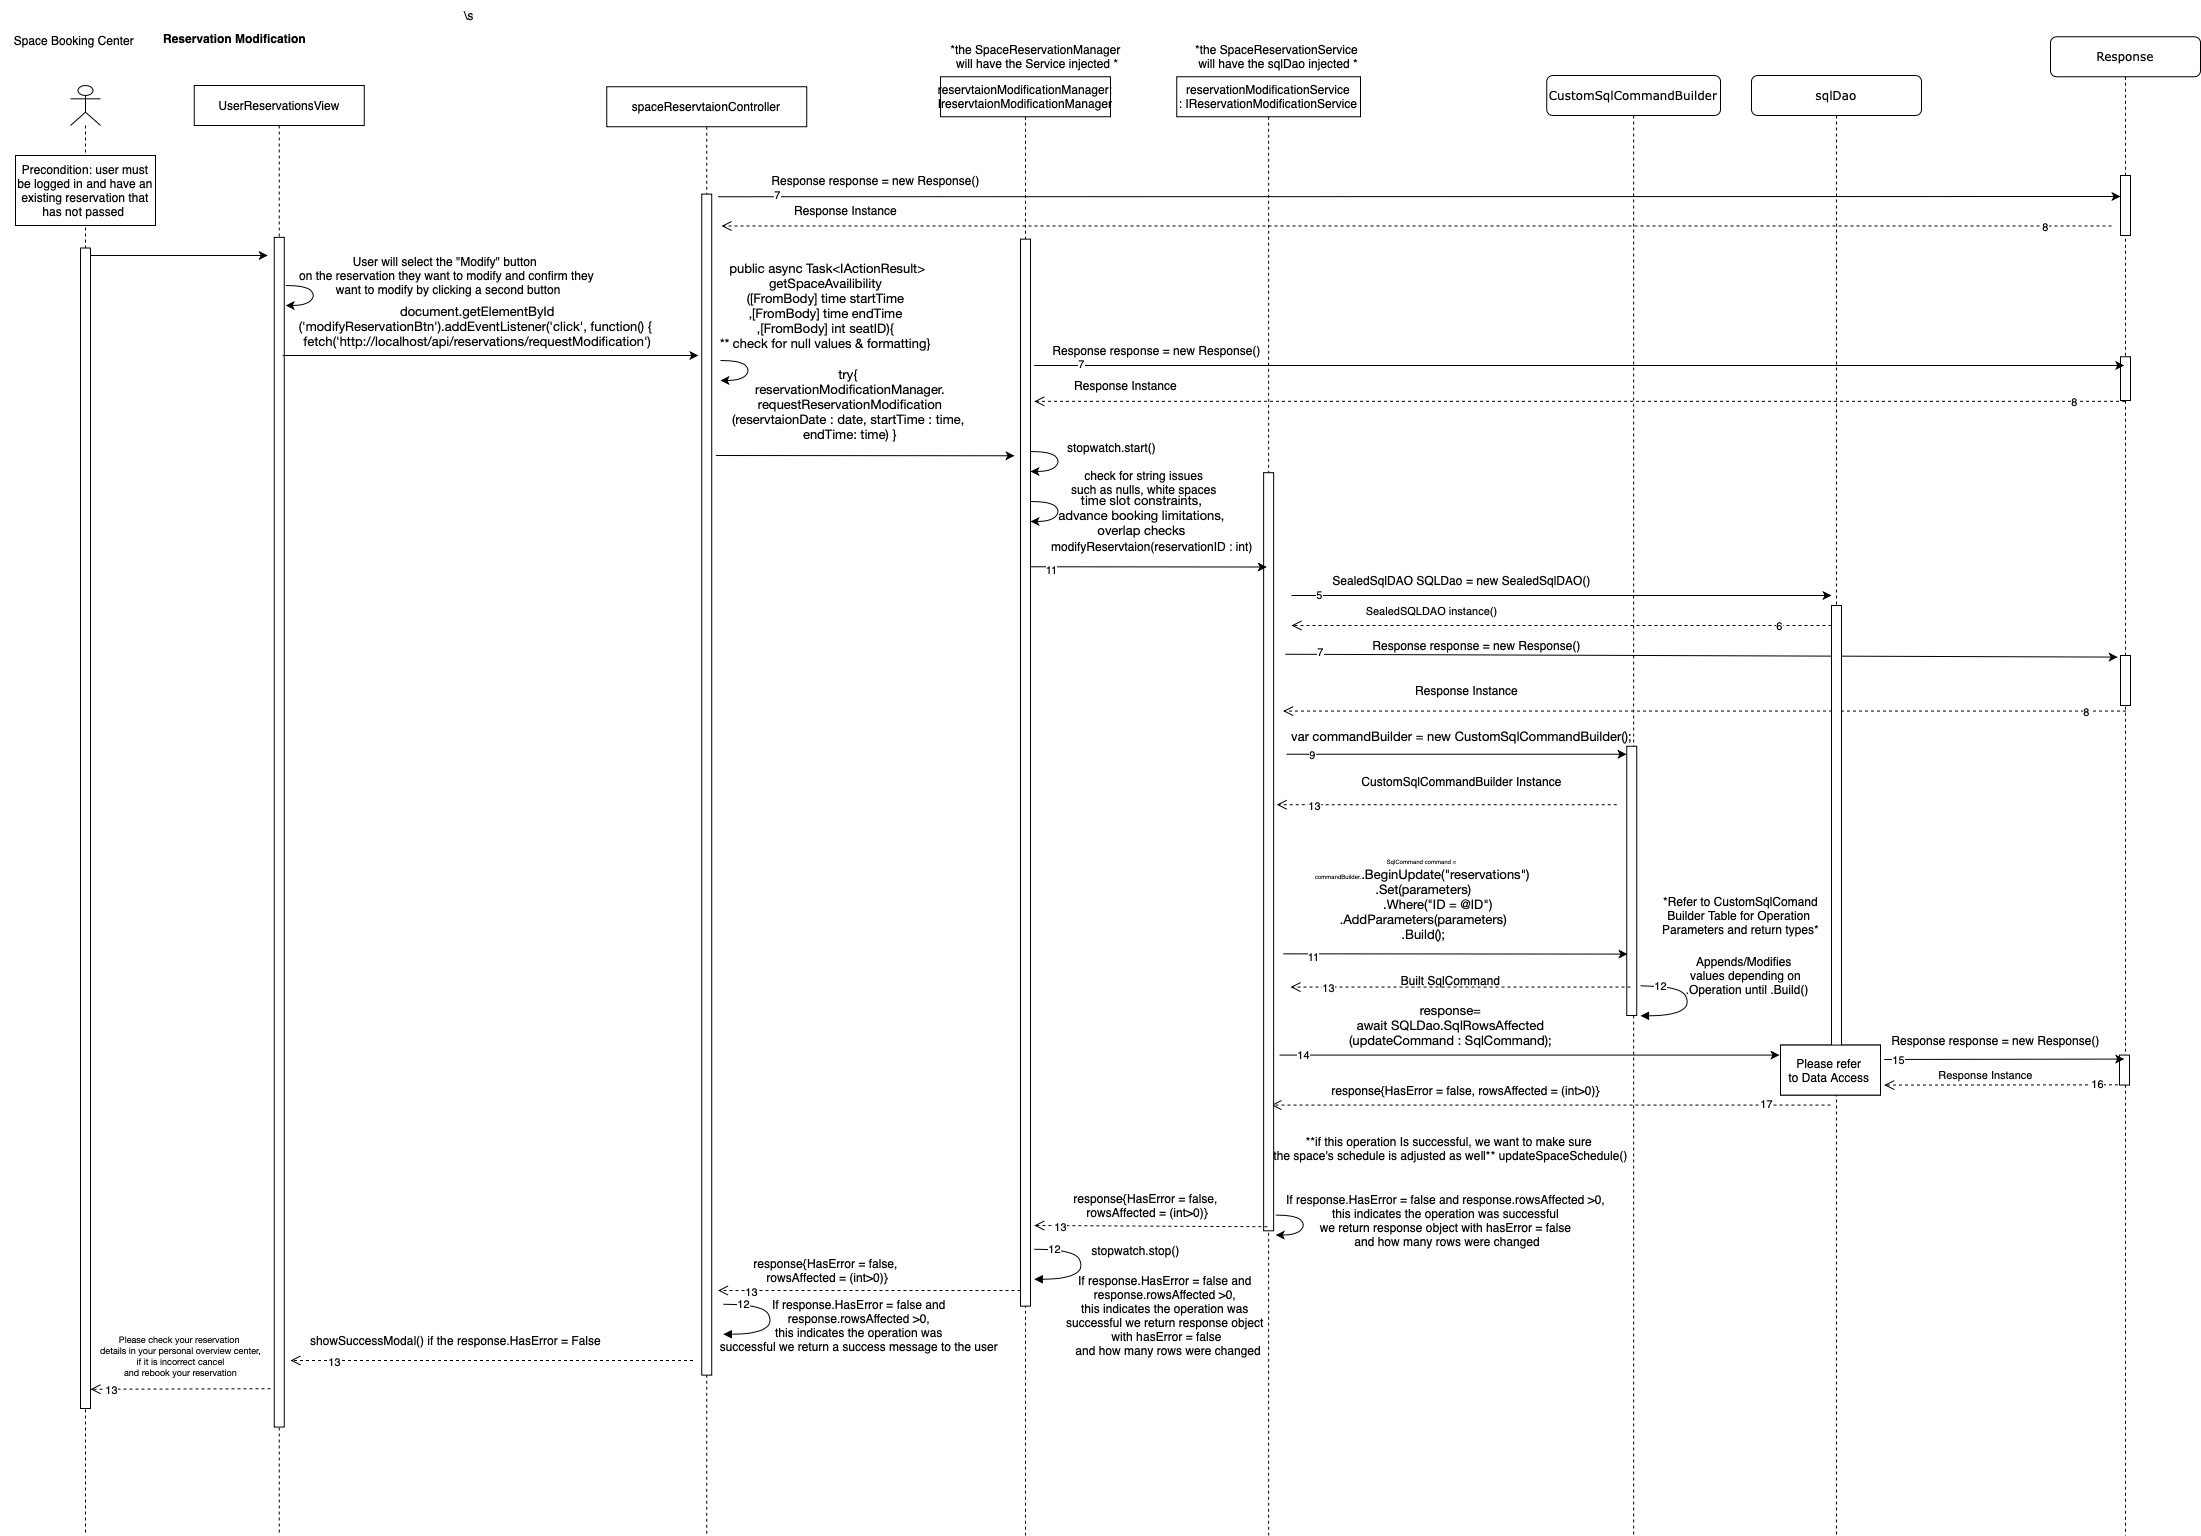 \s
Space Booking Center
Reservation Modification
*the SpaceReservationManager
will have the Service injected *
*the SpaceReservationService
will have the sqlDao injected *
Response
UserReservationsView
spaceReservtaionController
reservtaionModificationManager:
IreservtaionModificationManager
reservationModificationService
: IReservationModificationService
CustomSqlCommandBuilder
sqlDao
Precondition: user must
be logged in and have an
existing reservation that
has not passed
Response response = new Response()
7
Response Instance
8
User will select the "Modify" button
on the reservation they want to modify and confirm they
want to modify by clicking a second button
document.getElementById
('modifyReservationBtn').addEventListener('click', function() {
fetch('http://localhost/api/reservations/requestModification')
public async Task<IActionResult>
getSpaceAvailibility
([FromBody] time startTime
,[FromBody] time endTime
,[FromBody] int seatID){
** check for null values & formatting}
try{
reservationModificationManager.
requestReservationModification
(reservtaionDate : date, startTime : time,
endTime: time) }
Response response = new Response()
7
Response Instance
8
stopwatch.start()
check for string issues
such as nulls, white spaces
time slot constraints,
advance booking limitations,
overlap checks
modifyReservtaion(reservationID : int)
11
SealedSqlDAO SQLDao = new SealedSqlDAO()
5
SealedSQLDAO instance()
6
Response response = new Response()
7
Response Instance
8
var commandBuilder = new CustomSqlCommandBuilder();
9
CustomSqlCommandBuilder Instance
13
SqlCommand command =
commandBuilder..BeginUpdate("reservations")
.Set(parameters)
.Where("ID = @ID")
.AddParameters(parameters)
.Build();
11
*Refer to CustomSqlComand
Builder Table for Operation
Parameters and return types*
Appends/Modifies
values depending on
.Operation until .Build()
12
Built SqlCommand
13
response=
await SQLDao.SqlRowsAffected
(updateCommand : SqlCommand);
14
Please refer
to Data Access
Response response = new Response()
15
Response Instance
16
response{HasError = false, rowsAffected = (int>0)}
17
**if this operation Is successful, we want to make sure
the space's schedule is adjusted as well** updateSpaceSchedule()
If response.HasError = false and response.rowsAffected >0,
this indicates the operation was successful
we return response object with hasError = false
and how many rows were changed
response{HasError = false,
rowsAffected = (int>0)}
13
12
stopwatch.stop()
If response.HasError = false and
response.rowsAffected >0,
this indicates the operation was
successful we return response object
with hasError = false
and how many rows were changed
response{HasError = false,
rowsAffected = (int>0)}
13
12
If response.HasError = false and
response.rowsAffected >0,
this indicates the operation was
successful we return a success message to the user
showSuccessModal() if the response.HasError = False
13
Please check your reservation
details in your personal overview center,
if it is incorrect cancel
and rebook your reservation
13